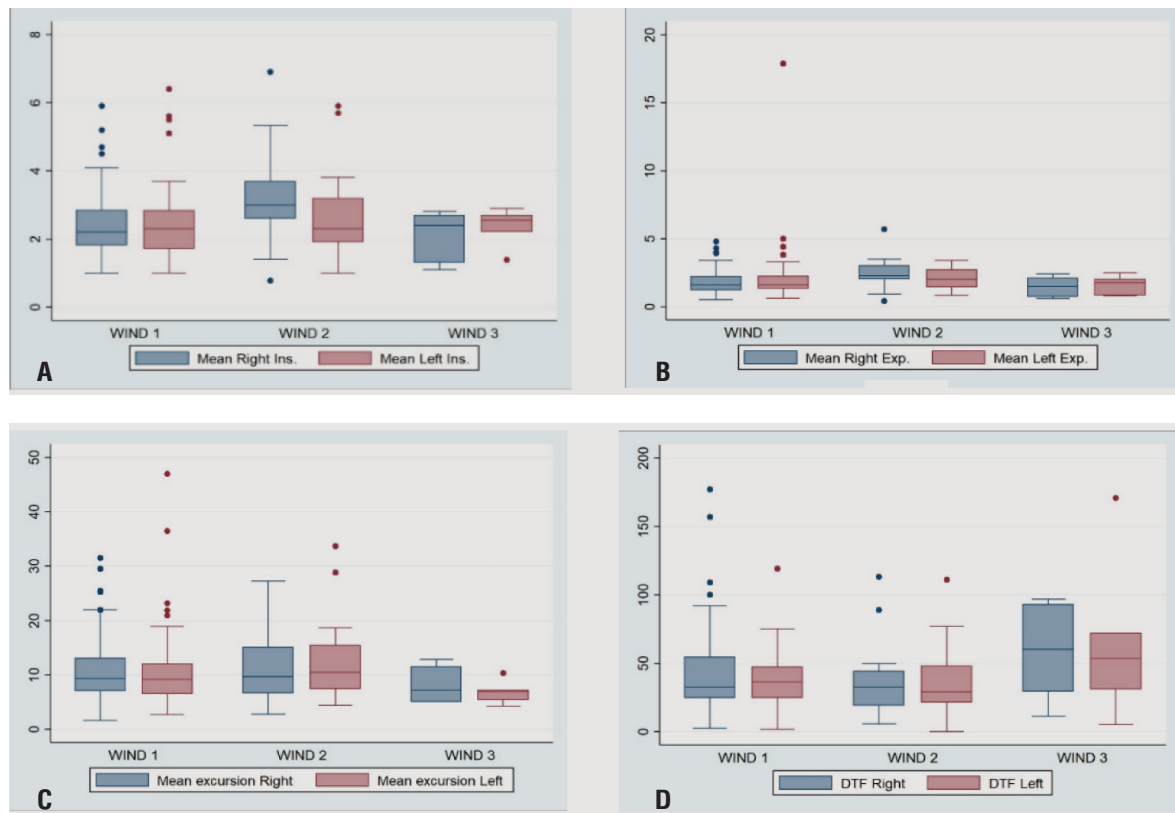 8
6
4
2
0
WIND 1 WIND 2 WIND 3
Mean Right Ins. Mean Left Ins.
A
20
15
10
5
0
WIND 1 WIND 2 WIND 3
Mean Right Exp. Mean Left Exp.
B
50
40
30
20
10
0
WIND 1 WIND 2 WIND 3
Mean excursion Right Mean excursion Left
C
200
150
100
50
0
WIND 1 WIND 2 WIND 3
DTF Right DTF Left
D